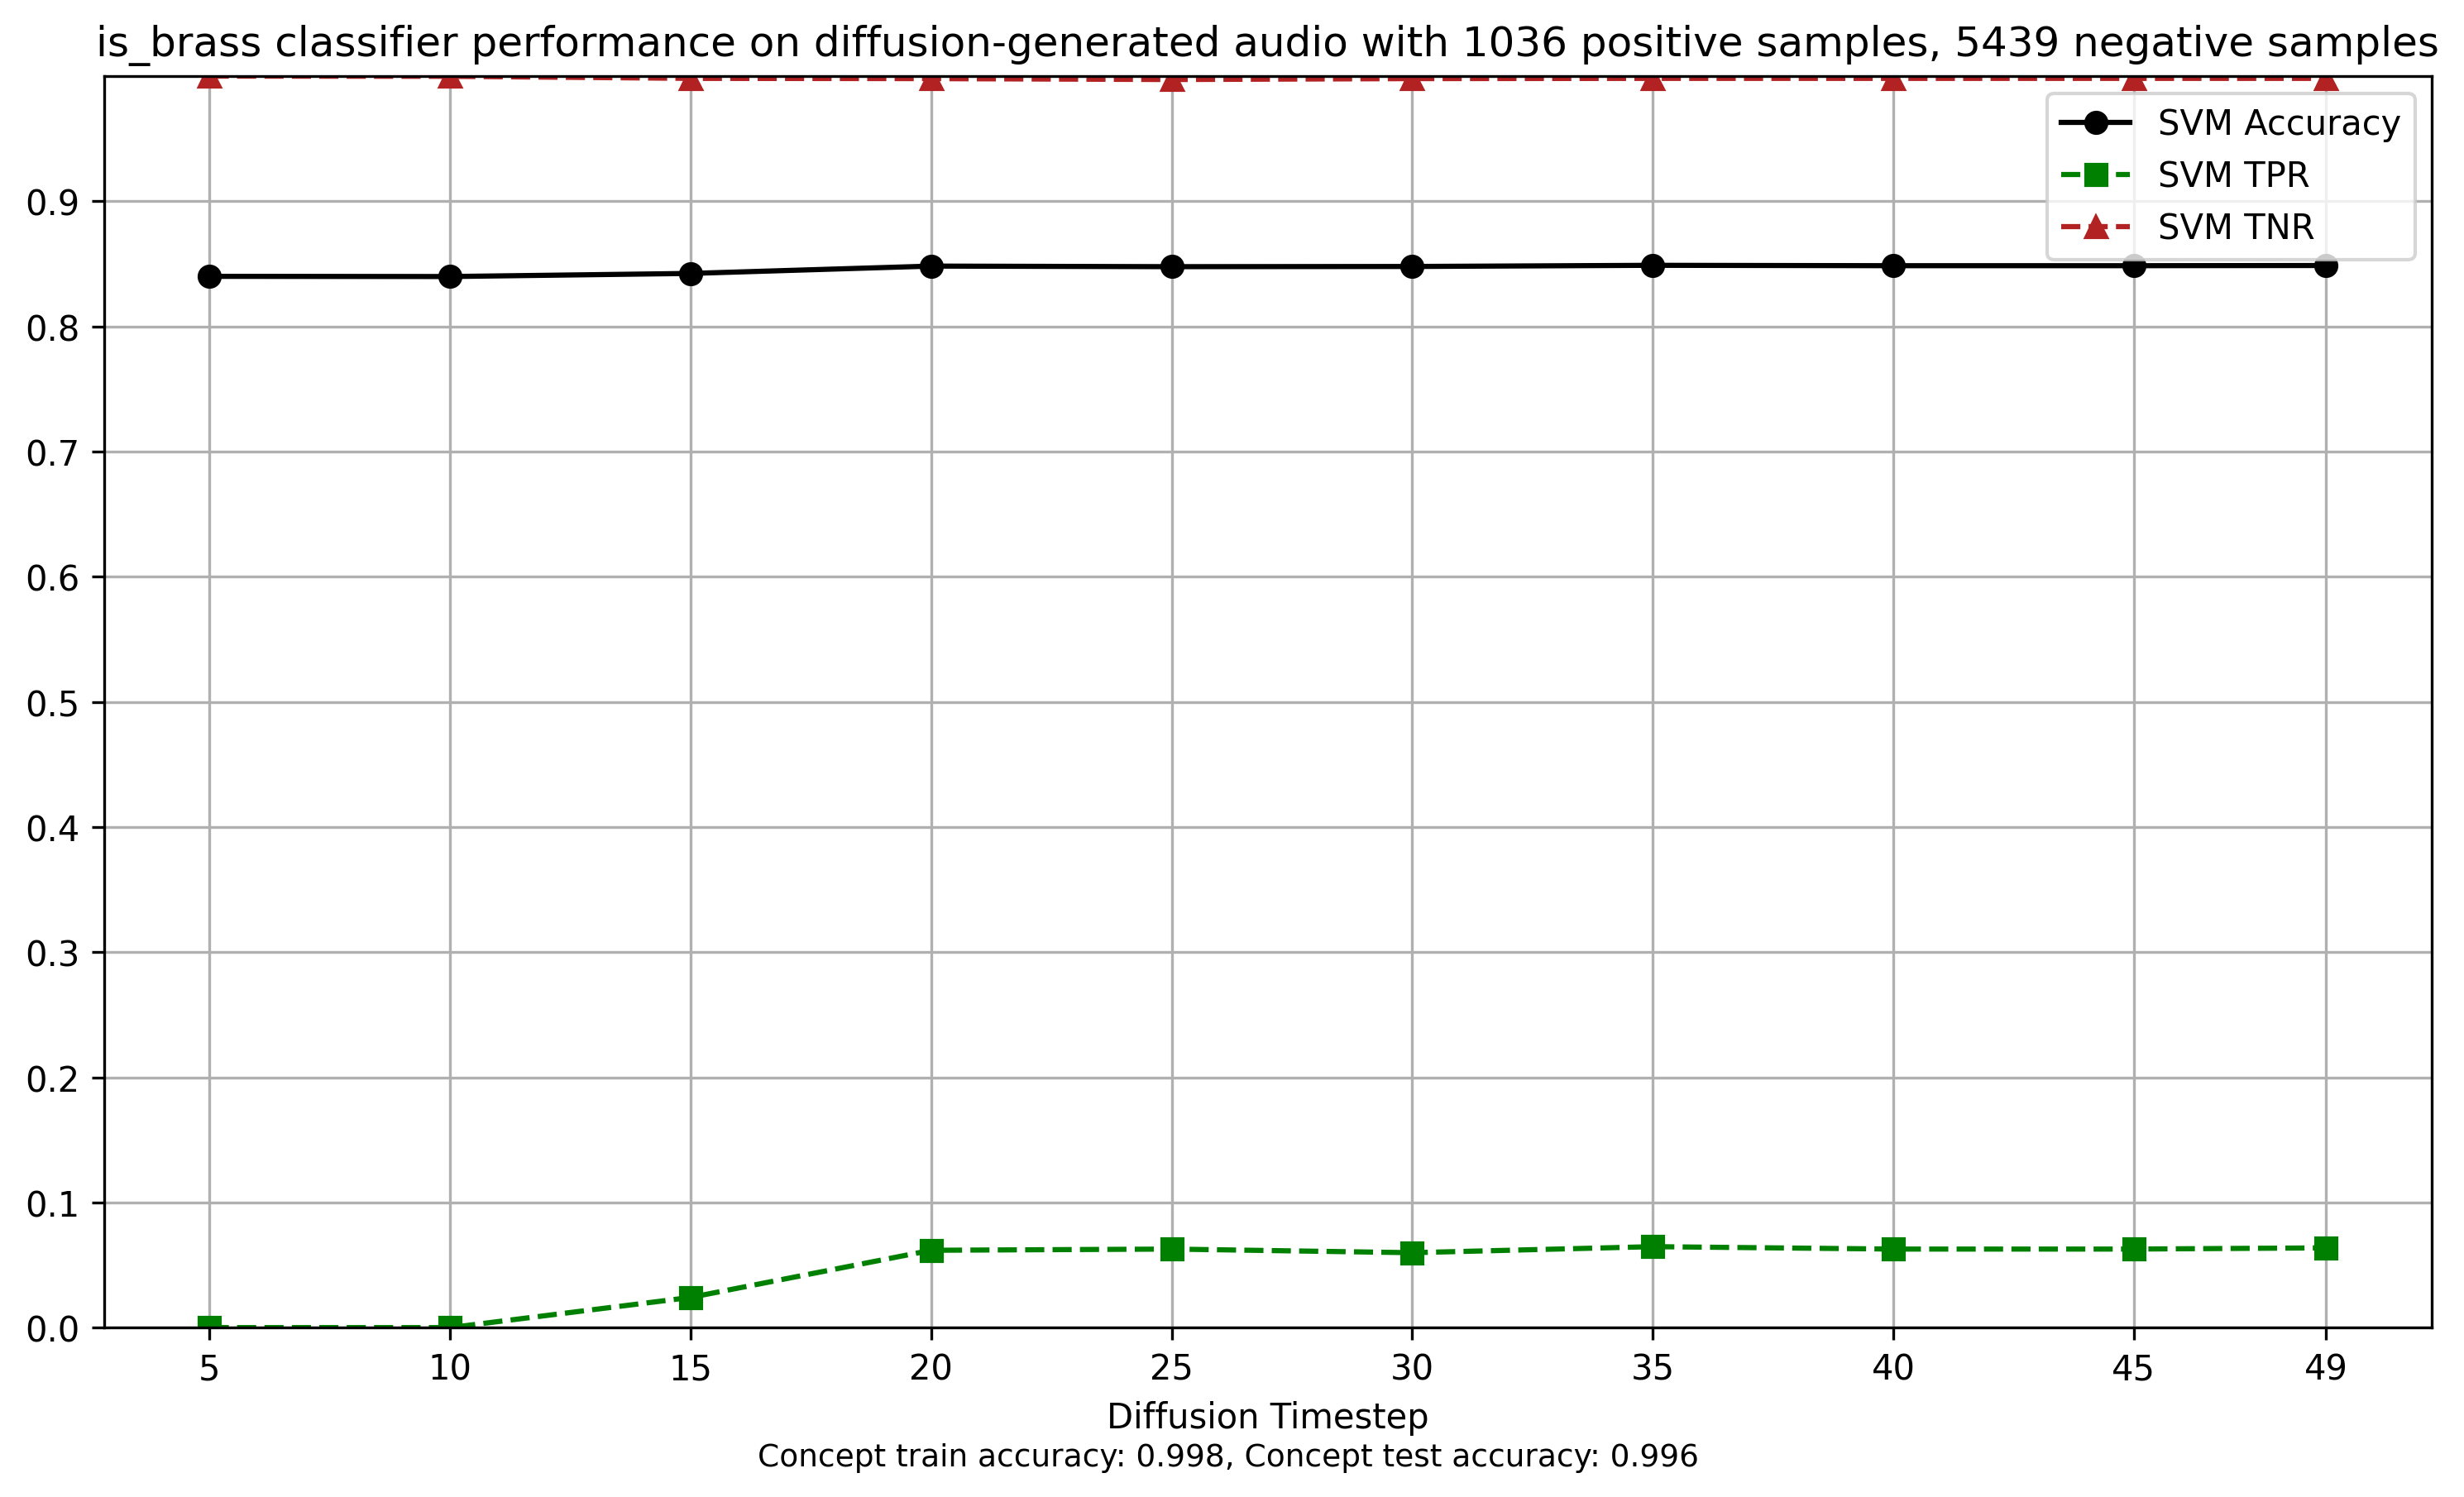 is_brass classifier performance on diffusion-generated audio with 1036 positive samples, 5439 negative samples
SVM Accuracy
SVM TPR
SVM TNR
0.9
0.8
0.7
0.6
0.5
0.4
0.3
0.2
0.1
0.0
5 10 15 20 25 30 35 40 45 49
Diffusion Timestep
Concept train accuracy: 0.998, Concept test accuracy: 0.996